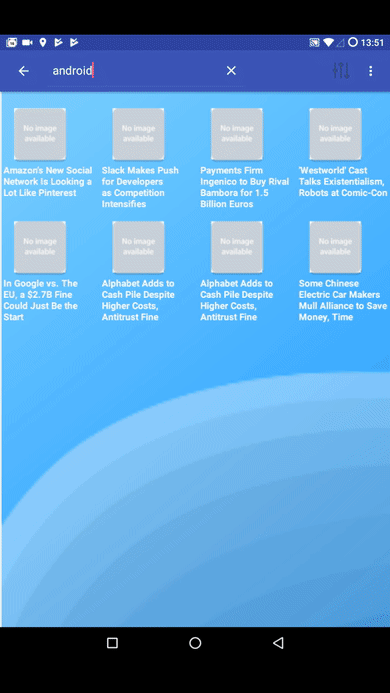 13:51
android
No image
available
No image
available
No image
available
No image
available
Amazon's New Social
Network Is Looking a
Lot Like Pinterest
Slack Makes Push
for Developers
as Competition
Intensifies
Payments Firm
Ingenico to Buy Rival
Bambora for 1.5
Billion Euros
'Westworld' Cast
Talks Existentialism,
Robots at Comic-Con
No image
available
No image
available
No image
available
No image
available
In Google vs. The
EU, a $2.7B Fine
Could Just Be the
Start
Alphabet Adds to
Cash Pile Despite
Higher Costs,
Antitrust Fine
Alphabet Adds to
Cash Pile Despite
Higher Costs,
Antitrust Fine
Some Chinese
Electric Car Makers
Mull Alliance to Save
Money, Time